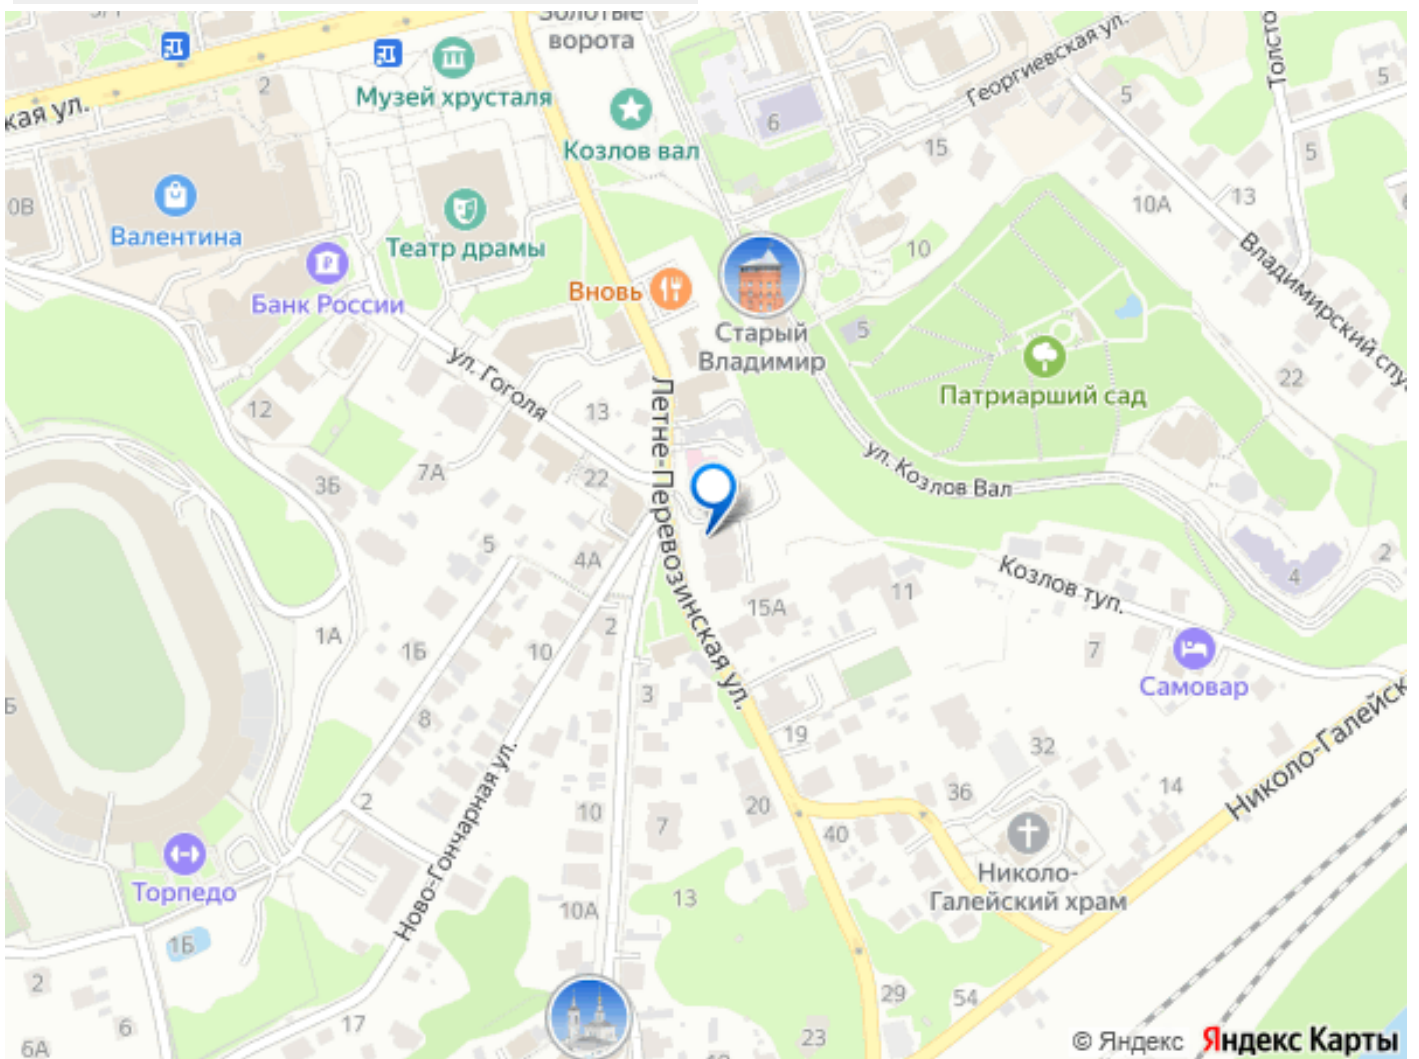 Золотые
ворота
2
Музей хрусталя
Георгиевская ул.
5
5
кая ул.
Козлов вал
6
15
5
0В
Валентина
Театр драмы
10А
13
Банк России
Вновь
10
Старый
Владимир
5
Владимирский спу
Патриарший сад
22
12
ул. Гоголя
13
Летне-Перевозинская ул.
7А
22
3Б
ул. Козлов Вал
5
4А
Козлов туп.
11
4
2
1А
1Б
10
2
15А
7
Самовар
3
8
19
32
Николо-Галейск
Ново-Гончарная ул.
2
10
7
20
40
36
14
Торпедо
Николо-
Галейский храм
10А
13
1Б
2
6
17
29
54
6А
23
© Яндекс Яндекс Карты